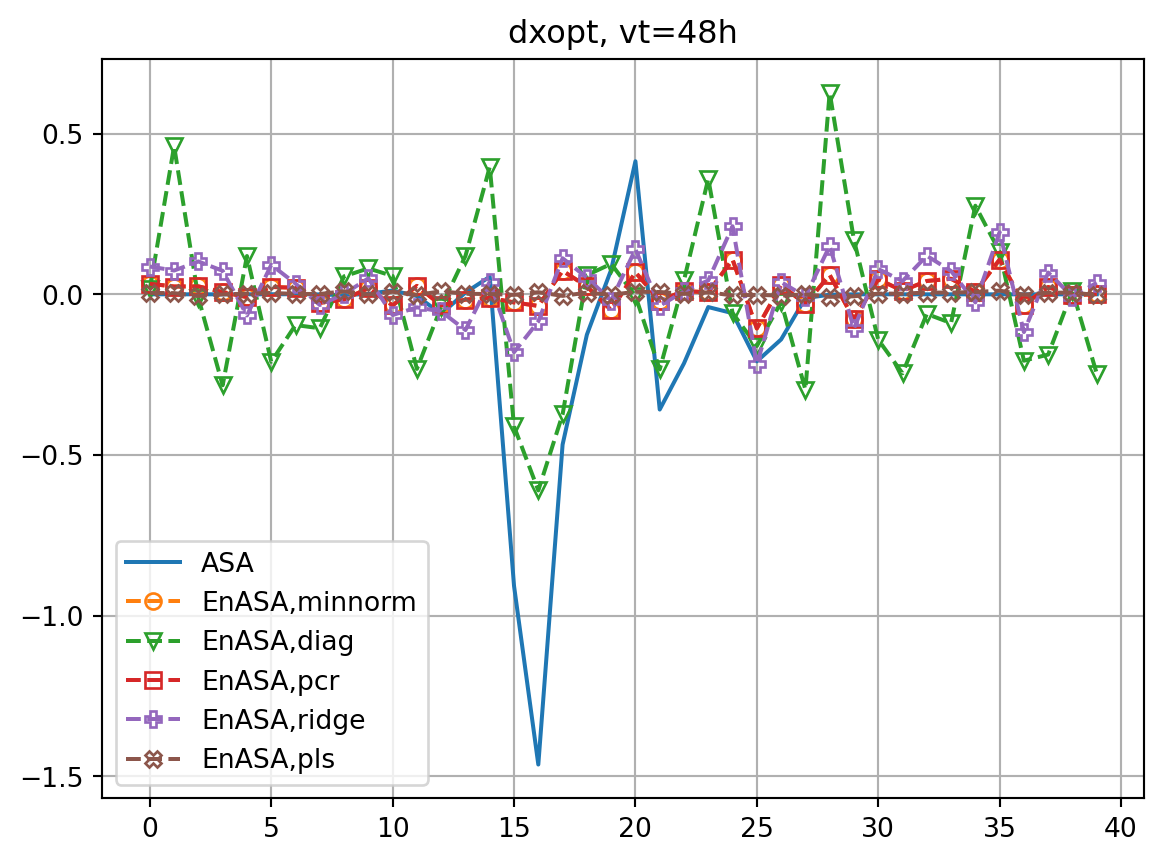 dxopt, vt=48h
0.5
0.0
−0.5
−1.0
−1.5
ASA
EnASA,minnorm
EnASA,diag
EnASA,pcr
EnASA,ridge
EnASA,pls
0 5 10 15 20 25 30 35 40